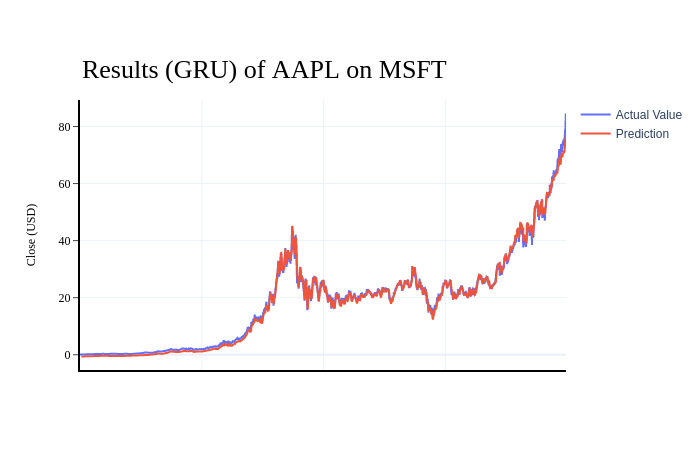 Results (GRU) of AAPL on MSFT
Actual Value
Prediction
Close (USD)
80
60
40
20
0